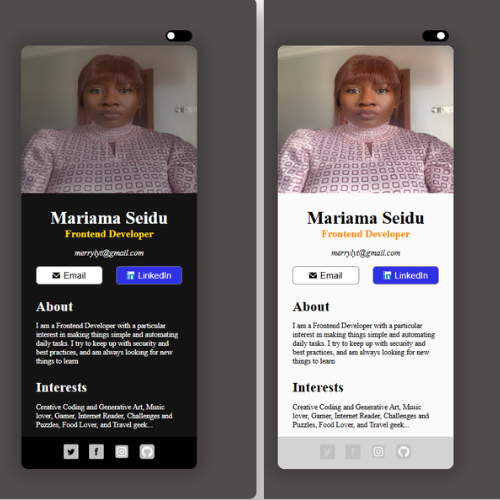 Mariama Seidu
Frontend Developer
merrylyt@gmail.com
Email
LinkedIn
About
I am a Frontend Developer with a particular
interest in making things simple and automating
daily tasks. I try to keep up with security and
best practices, and am always looking for new
things to learn
Interests
Creative Coding and Generative Art, Music
lover, Gamer, Internet Reader, Challenges and
Puzzles, Food Lover, and Travel geek...
Mariama Seidu
Frontend Developer
merrylyt@gmail.com
Email
LinkedIn
About
I am a Frontend Developer with a particular
interest in making things simple and automating
daily tasks. I try to keep up with security and
best practices, and am always looking for new
things to learn
Interests
Creative Coding and Generative Art, Music
lover, Gamer, Internet Reader, Challenges and
Puzzles, Food Lover, and Travel geek...